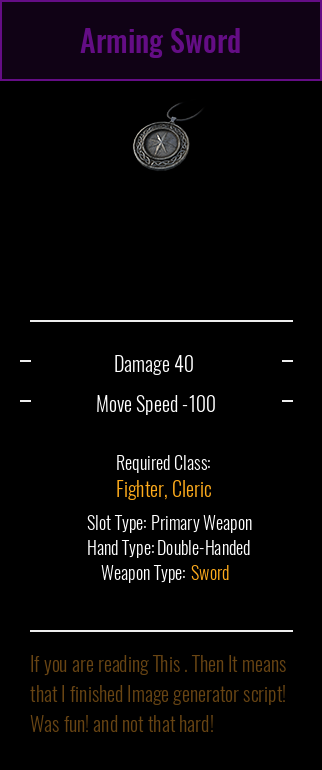 Arming Sword
Damage 40
Move Speed -100
Required Class:
Fighter, Cleric
Slot Type: Primary Weapon
Hand Type: Double-Handed
Weapon Type: Sword
If you are reading This . Then It means
that I finished Image generator script!
Was fun! and not that hard!